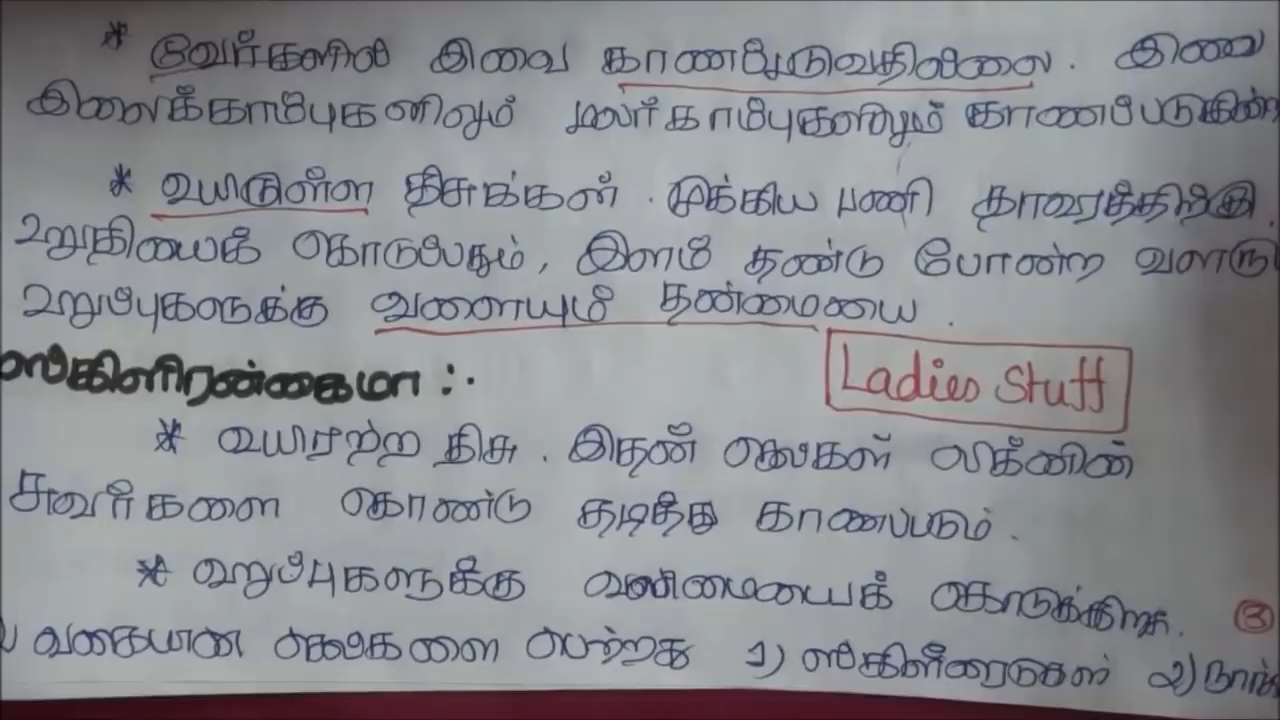 * வேர்களில் இவை காணப்படுவதில்லை. இவை
இலைக்காம்புகளிலும் மலர்காம்புகளிலும் காணப்படுகின்
* உயிருள்ள திசுக்கள். முக்கிய பணி தாவரத்திற்கு
உறுதியைக் கொடுப்பதும், இளம் தண்டு போன்ற வளரு
உறுப்புகளுக்கு வளையும் தன்மையை.
ஸ்கிளிரன்கைமா :-
Ladies Stuff
* உயிரற்ற திசு. இதன் செல்கள் லிக்னின்
சுவர்களை கொண்டு தடித்து காணப்படும்.
* உறுப்புகளுக்கு வன்மையைக் கொடுக்கிறது.
வகையான செல்களை பெற்றது 1) ஸ்கிளீரைடுகள் 2) நார்